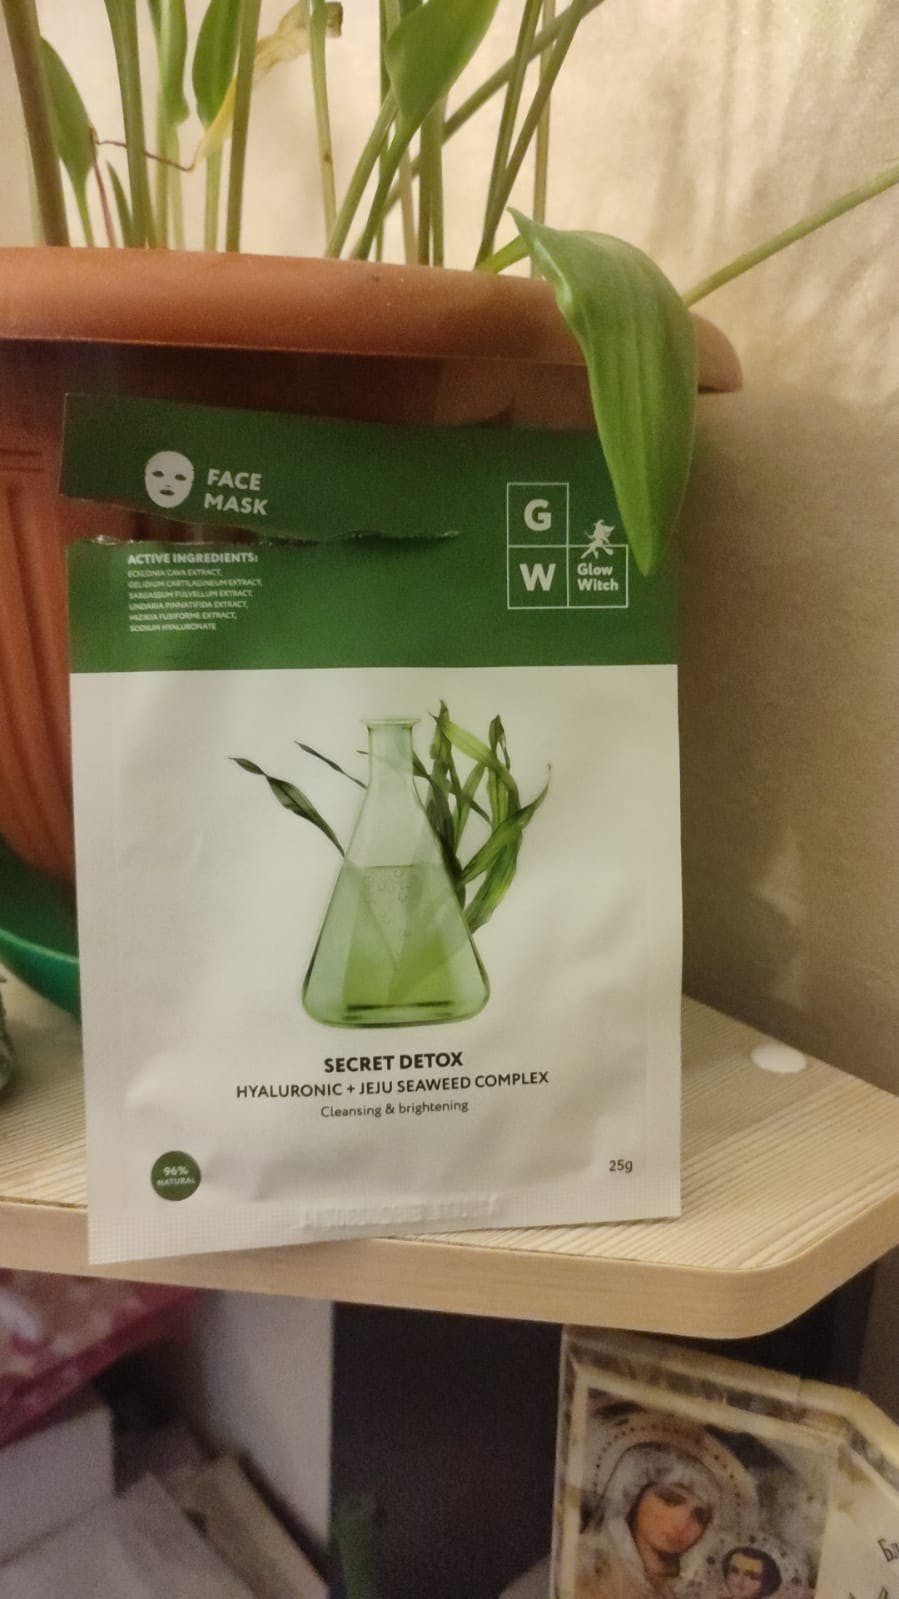 FACE
MASK
ACTIVE INGREDIENTS:
ECKLONIA CAVA EXTRACT,
GELIDIUM CARTILAGINEUM EXTRACT,
SARGASSUM FULVELLUM EXTRACT,
UNDARIA PINNATIFIDA EXTRACT,
HIZIKIA FUSIFORME EXTRACT,
SODIUM HYALURONATE
G
W
Glow
Witch
SECRET DETOX
HYALURONIC + JEJU SEAWEED COMPLEX
Cleansing & brightening
96%
NATURAL
25g